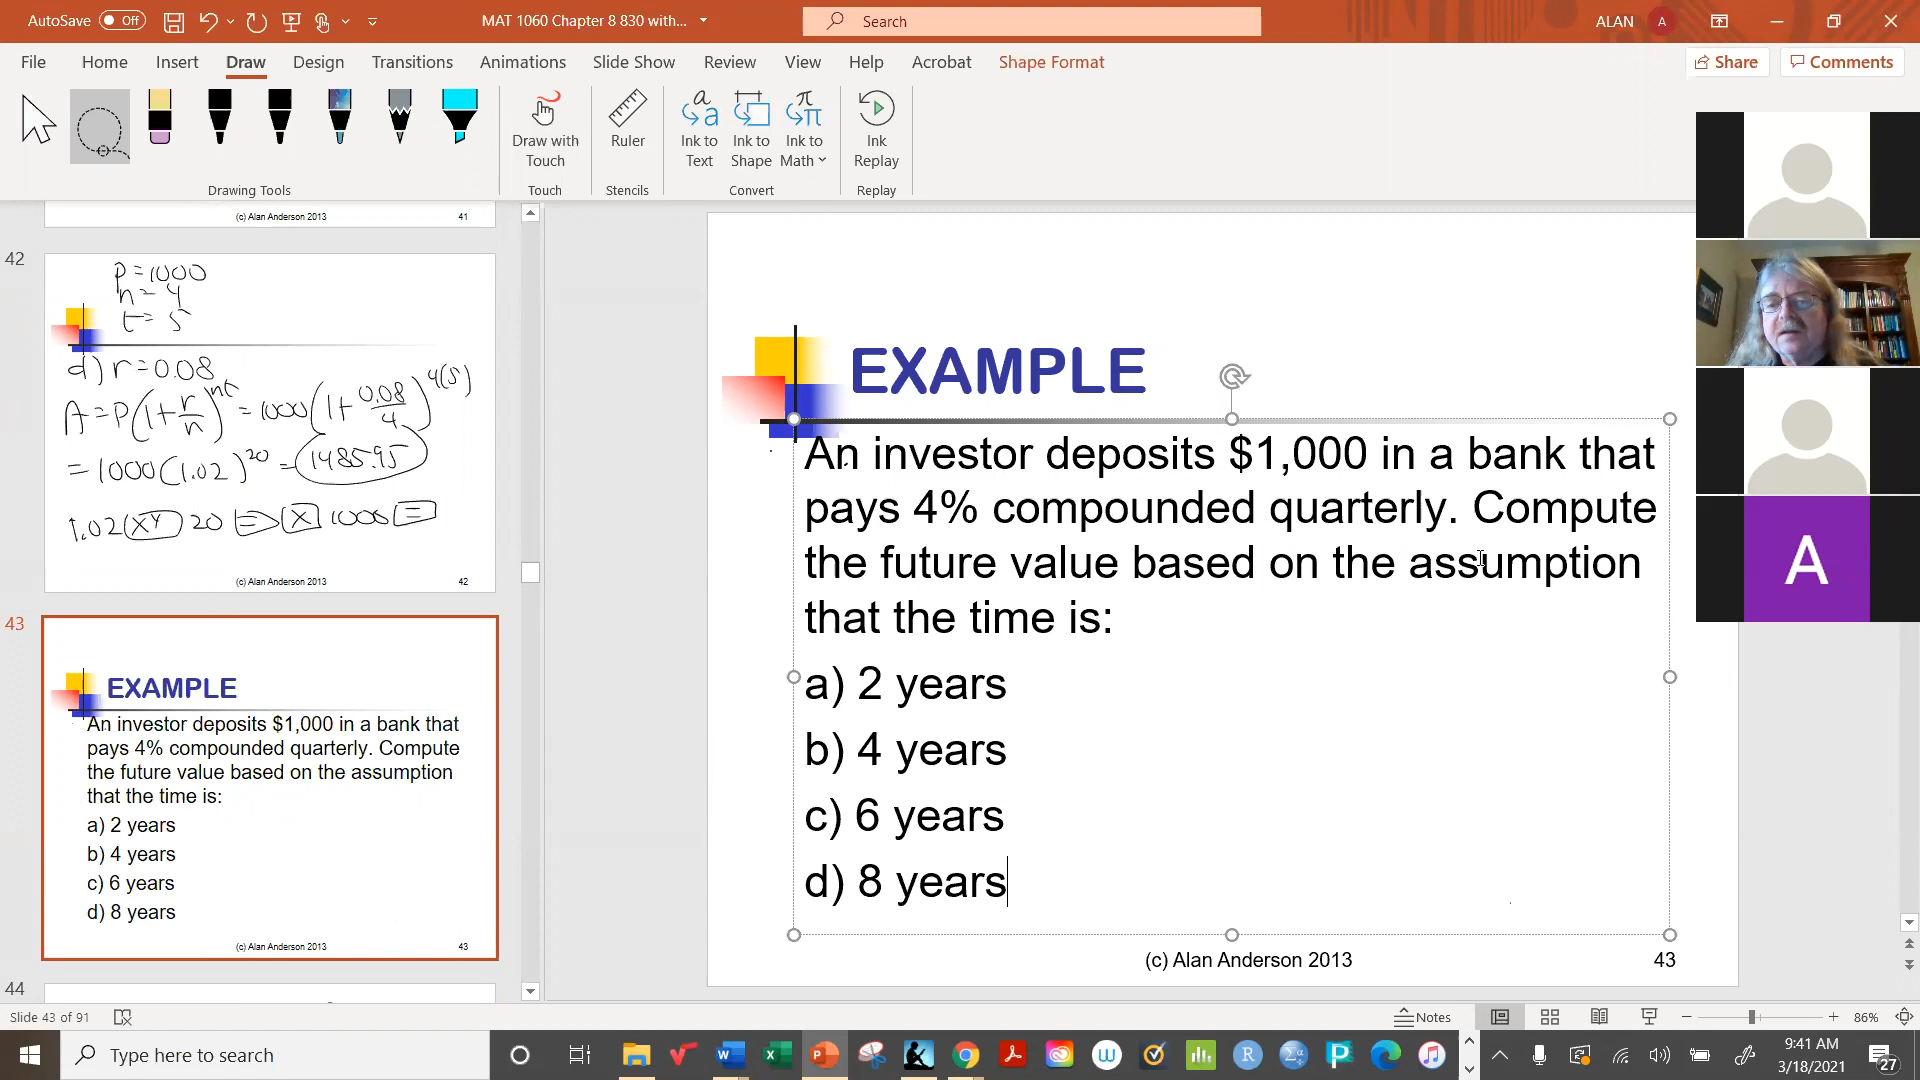 AutoSave Off
MAT 1060 Chapter 8 830 with...
Search
ALAN A
File Home Insert Draw Design Transitions Animations Slide Show Review View Help Acrobat Shape Format
Share Comments
Draw with Touch
Ruler
Ink to Text
Ink to Shape
Ink to Math
Ink Replay
Drawing Tools Touch Stencils Convert Replay
(c) Alan Anderson 2013 41
42
P=1000
n=4
t=5
d) r=0.08
A=P(1+r/n)^nt =1000(1+0.08/4)^4(5)
=1000(1.02)^20 =1485.95
1.02 x^y 20 = x 1000 =
(c) Alan Anderson 2013 42
43
EXAMPLE
An investor deposits $1,000 in a bank that
pays 4% compounded quarterly. Compute
the future value based on the assumption
that the time is:
a) 2 years
b) 4 years
c) 6 years
d) 8 years
(c) Alan Anderson 2013 43
44
EXAMPLE
An investor deposits $1,000 in a bank that
pays 4% compounded quarterly. Compute
the future value based on the assumption
that the time is:
a) 2 years
b) 4 years
c) 6 years
d) 8 years
(c) Alan Anderson 2013 43
A
Slide 43 of 91
Notes
86%
Type here to search
9:41 AM
3/18/2021
27